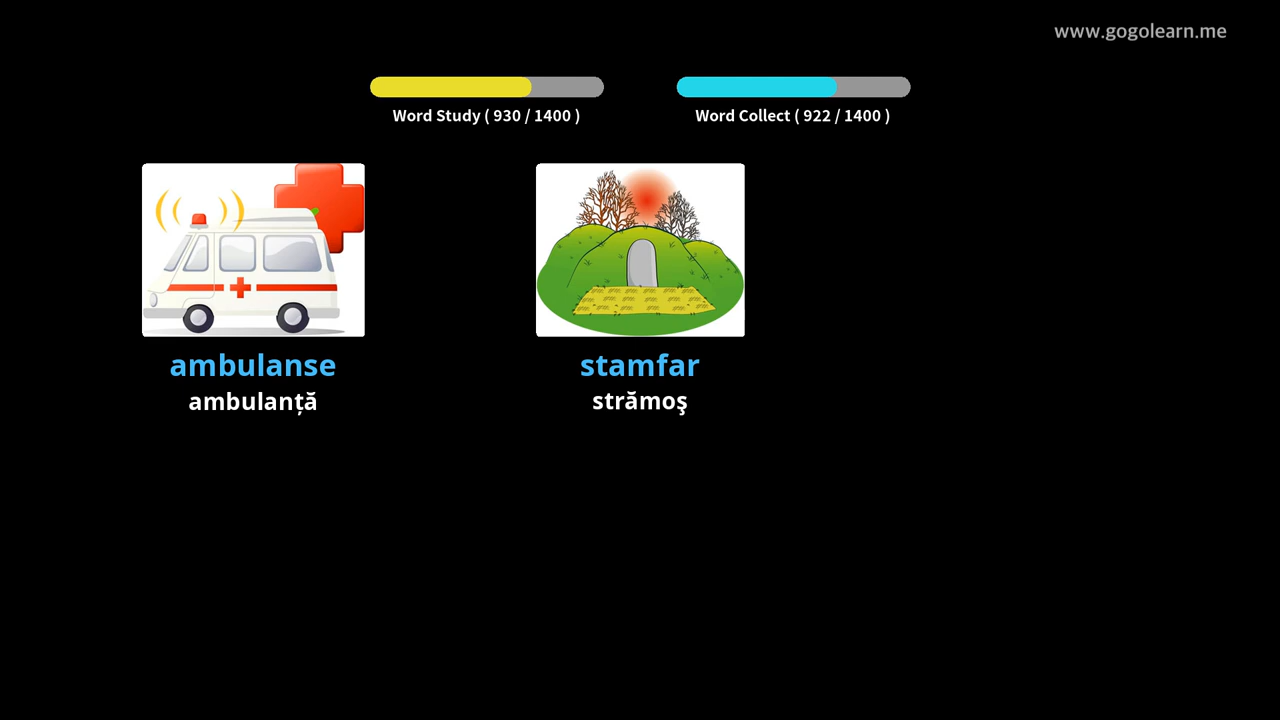 www.gogolearn.me
Word Study ( 930 / 1400 )
Word Collect ( 922 / 1400 )
ambulanse
ambulanță
stamfar
strămoş